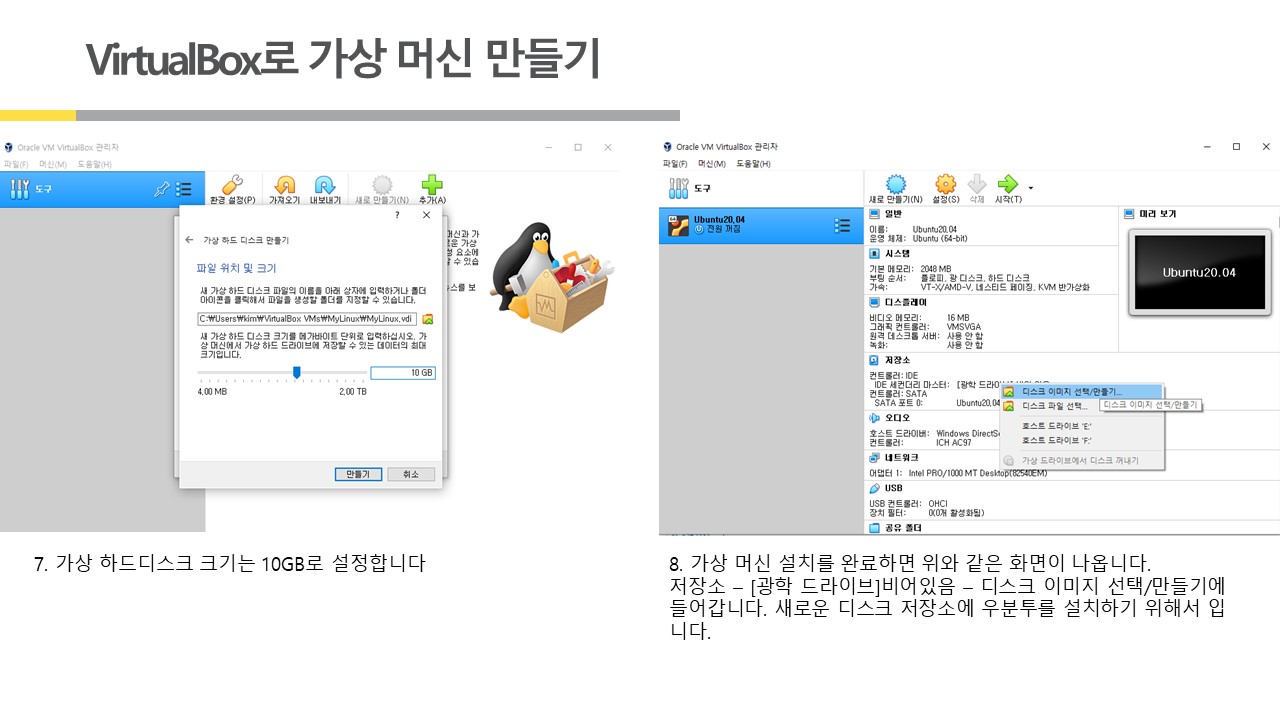 VirtualBox로 가상 머신 만들기
Oracle VM VirtualBox 관리자
파일(F) 머신(M) 도움말(H)
도구
환경 설정(P) 가져오기 내보내기 새로 만들기(N) 추가(A)
?
가상 하드 디스크 만들기
파일 위치 및 크기
새 가상 하드 디스크 파일의 이름을 아래 상자에 입력하거나 폴더
아이콘을 클릭해서 파일을 생성할 폴더를 지정할 수 있습니다.
C:₩Users₩kim₩VirtualBox VMs₩MyLinux₩MyLinux.vdi
새 가상 하드 디스크 크기를 메가바이트 단위로 입력하십시오. 가
상 머신에서 가상 하드 드라이브에 저장할 수 있는 데이터의 최대
크기입니다.
10 GB
4.00 MB 2.00 TB
만들기 취소
머신과 가
운 가상
성 요소에
할 수 있습
스를 보
7. 가상 하드디스크 크기는 10GB로 설정합니다
Oracle VM VirtualBox 관리자
파일(F) 머신(M) 도움말(H)
도구
새로 만들기(N) 설정(S) 삭제 시작(T)
Ubuntu20.04
전원 꺼짐
일반
이름: Ubuntu20.04
운영 체제: Ubuntu (64-bit)
시스템
기본 메모리: 2048 MB
부팅 순서: 플로피, 광 디스크, 하드 디스크
가속: VT-x/AMD-V, 네스티드 페이징, KVM 반가상화
디스플레이
비디오 메모리: 16 MB
그래픽 컨트롤러: VMSVGA
원격 데스크톱 서버: 사용 안 함
녹화: 사용 안 함
저장소
컨트롤러: IDE
IDE 세컨더리 마스터: [광학 드라이브] 비어 있음
컨트롤러: SATA
SATA 포트 0: Ubuntu20.04
오디오
호스트 드라이버: Windows DirectSo
컨트롤러: ICH AC97
네트워크
어댑터 1: Intel PRO/1000 MT Desktop(82540EM)
USB
USB 컨트롤러: OHCI
장치 필터: 0(0개 활성화됨)
공유 폴더
미리 보기
Ubuntu20.04
디스크 이미지 선택/만들기...
디스크 파일 선택...
디스크 이미지 선택/만들기
호스트 드라이브 'E:'
호스트 드라이브 'F:'
가상 드라이브에서 디스크 꺼내기
8. 가상 머신 설치를 완료하면 위와 같은 화면이 나옵니다.
저장소 – [광학 드라이브]비어있음 – 디스크 이미지 선택/만들기에
들어갑니다. 새로운 디스크 저장소에 우분투를 설치하기 위해서 입
니다.